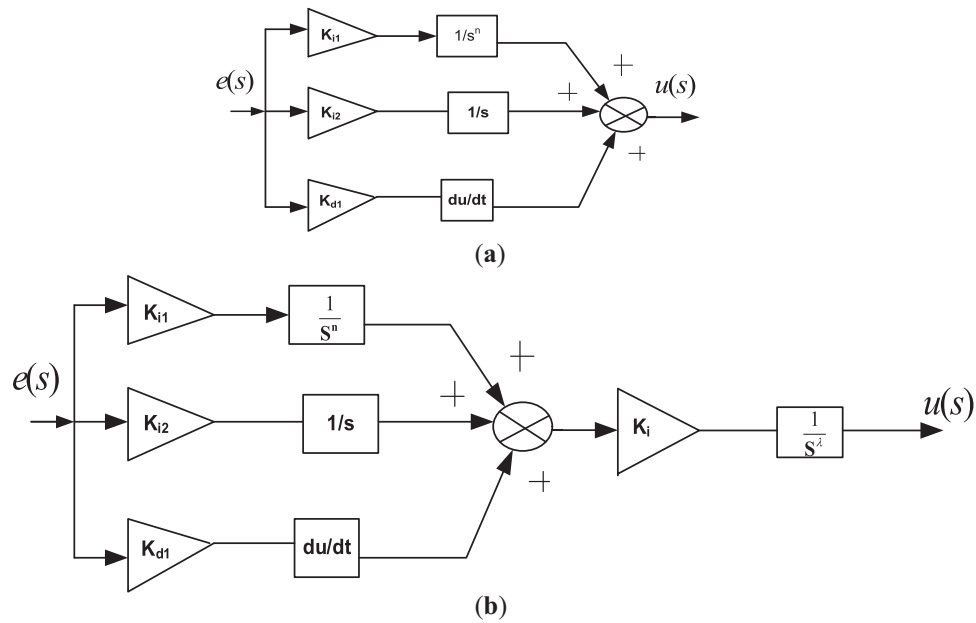 K_i1 1/s^n +
e(s) K_i2 1/s + u(s)
K_d1 du/dt +
(a)
K_i1 1/S^n +
e(s) K_i2 1/s + K_i 1/S^λ u(s)
K_d1 du/dt +
(b)